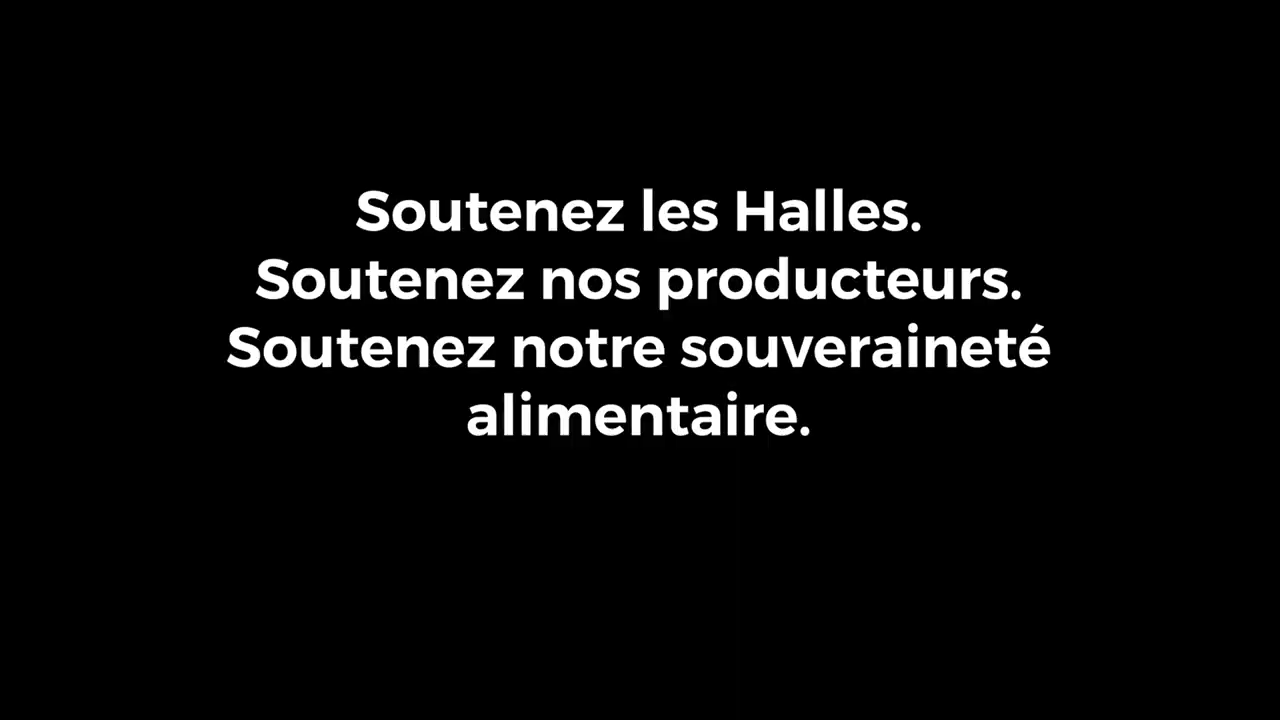 Soutenez les Halles.
Soutenez nos producteurs.
Soutenez notre souveraineté
alimentaire.